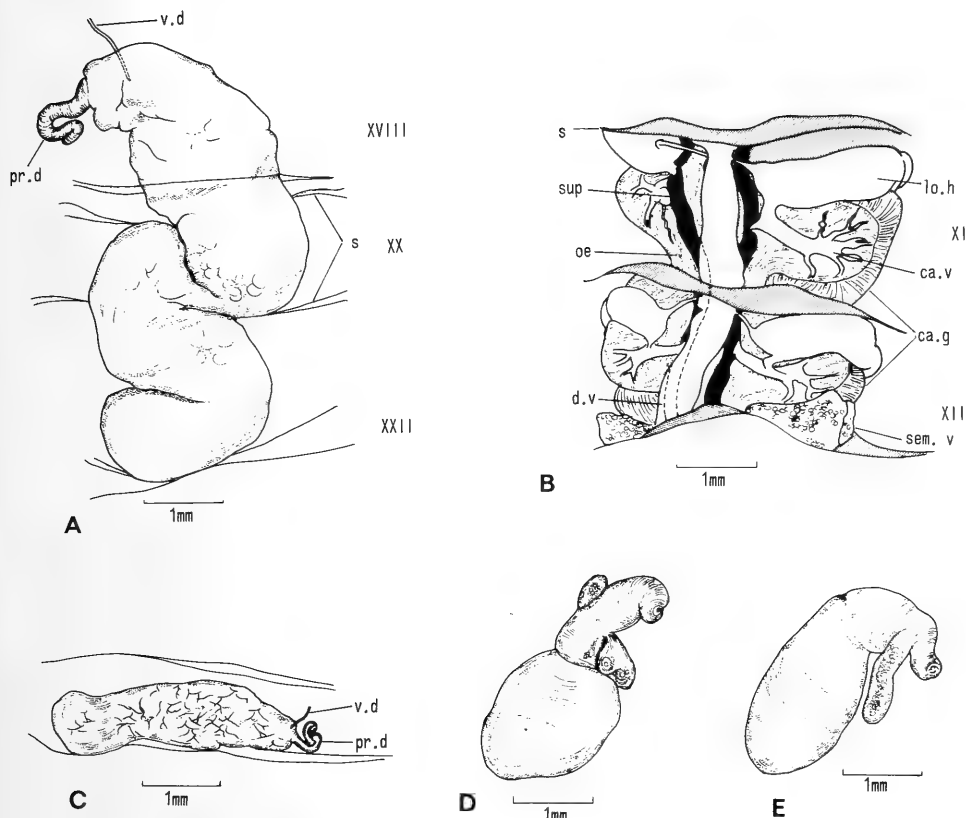 v.d
pr.d
XVIII
XX
s
XXII
1mm
A
s
sup
oe
d.v
lo.h
XI
ca.v
ca.g
XII
sem. v
1mm
B
v.d
pr.d
1mm
C
1mm
D
1mm
E